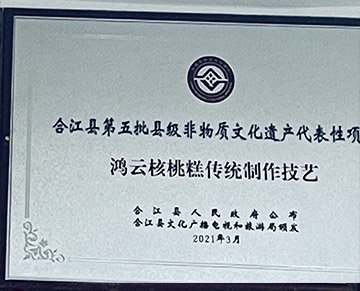 合江县第五批县级非物质文化遗产代表性项
鸿云核桃糕传统制作技艺
合江县人民政府公布
合江县文化广播电视和旅游局颁发
2021年3月